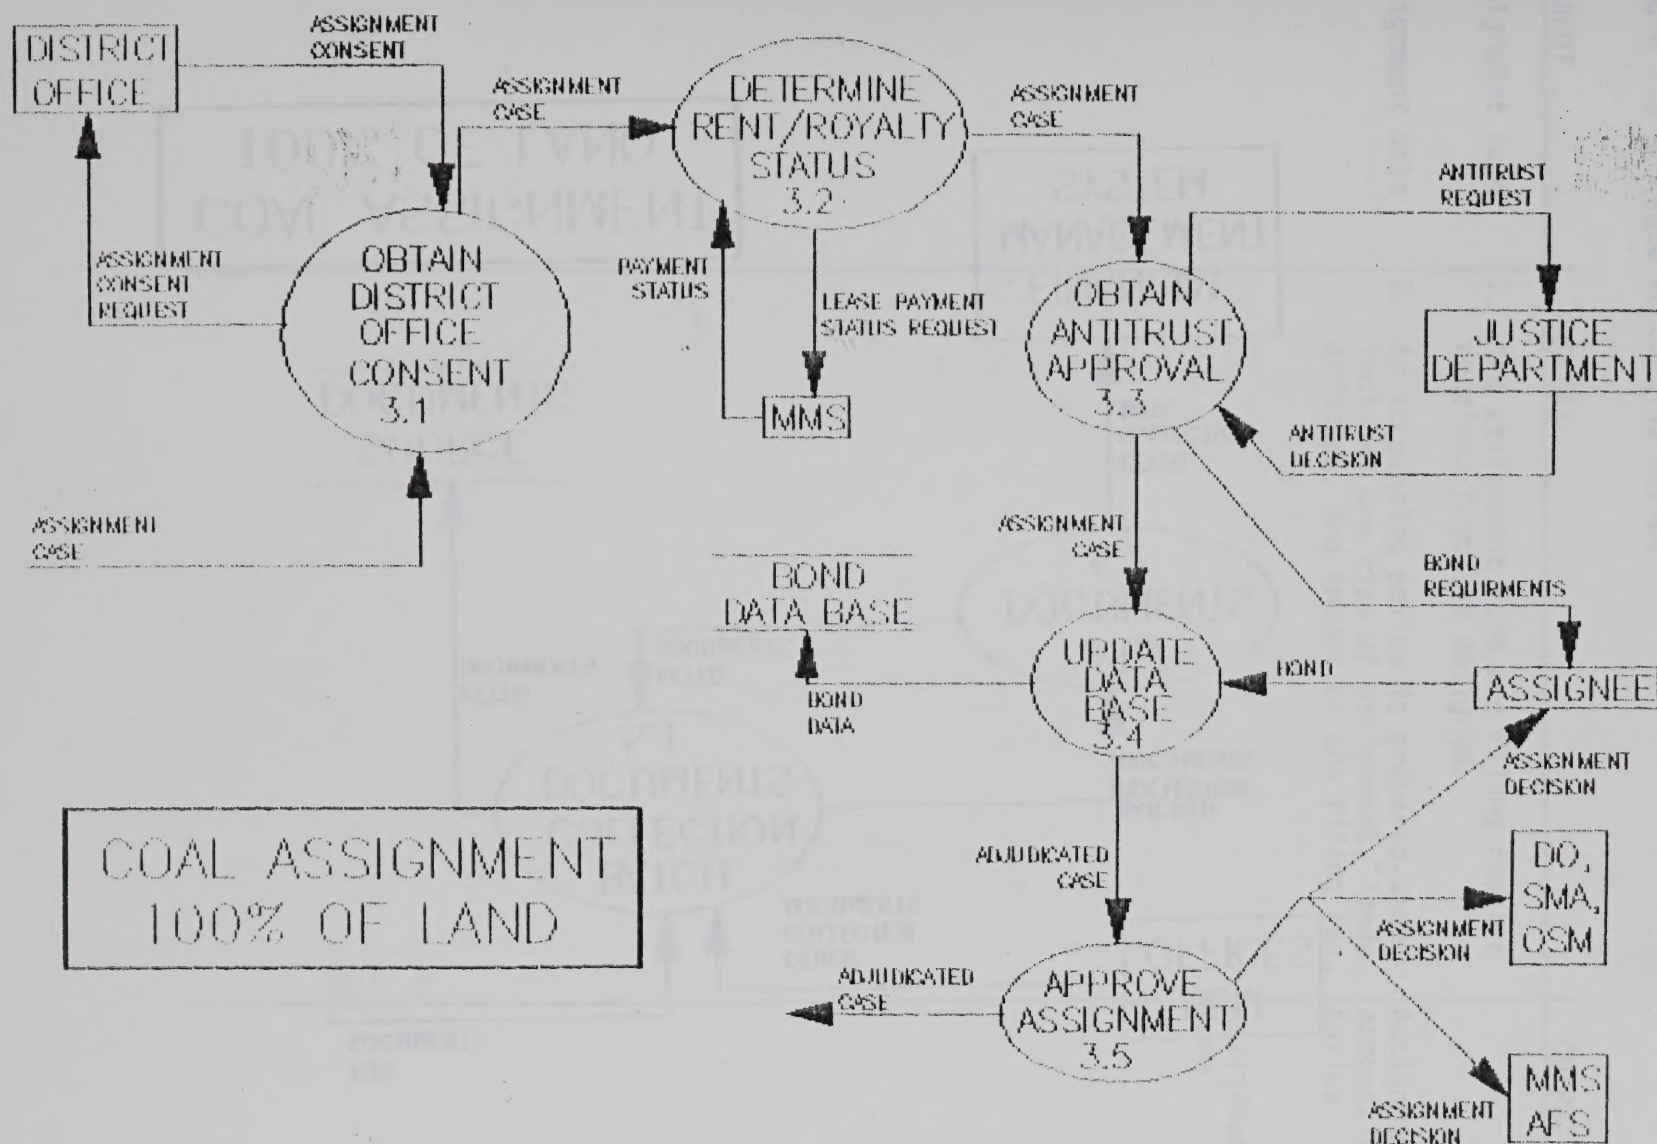 DISTRICT
OFFICE
ASSIGNMENT
CONSENT
ASSIGNMENT
CASE
DETERMINE
RENT/ROYALTY
STATUS
3.2
ASSIGNMENT
CASE
ANTITRUST
REQUEST
ASSIGNMENT
CONSENT
REQUEST
OBTAIN
DISTRICT
OFFICE
CONSENT
3.1
PAYMENT
STATUS
LEASE PAYMENT
STATUS REQUEST
MMS
OBTAIN
ANTITRUST
APPROVAL
3.3
JUSTICE
DEPARTMENT
ANTITRUST
DECISION
ASSIGNMENT
CASE
ASSIGNMENT
CASE
BOND
DATA BASE
BOND
REQUIRMENTS
UPDATE
DATA
BASE
3.4
BOND
ASSIGNEE
BOND
DATA
ASSIGNMENT
DECISION
COAL ASSIGNMENT
100% OF LAND
ADJUDICATED
CASE
DO,
SMA,
OSM
ASSIGNMENT
DECISION
ADJUDICATED
CASE
APPROVE
ASSIGNMENT
3.5
MMS
AFS
ASSIGNMENT
DECISION